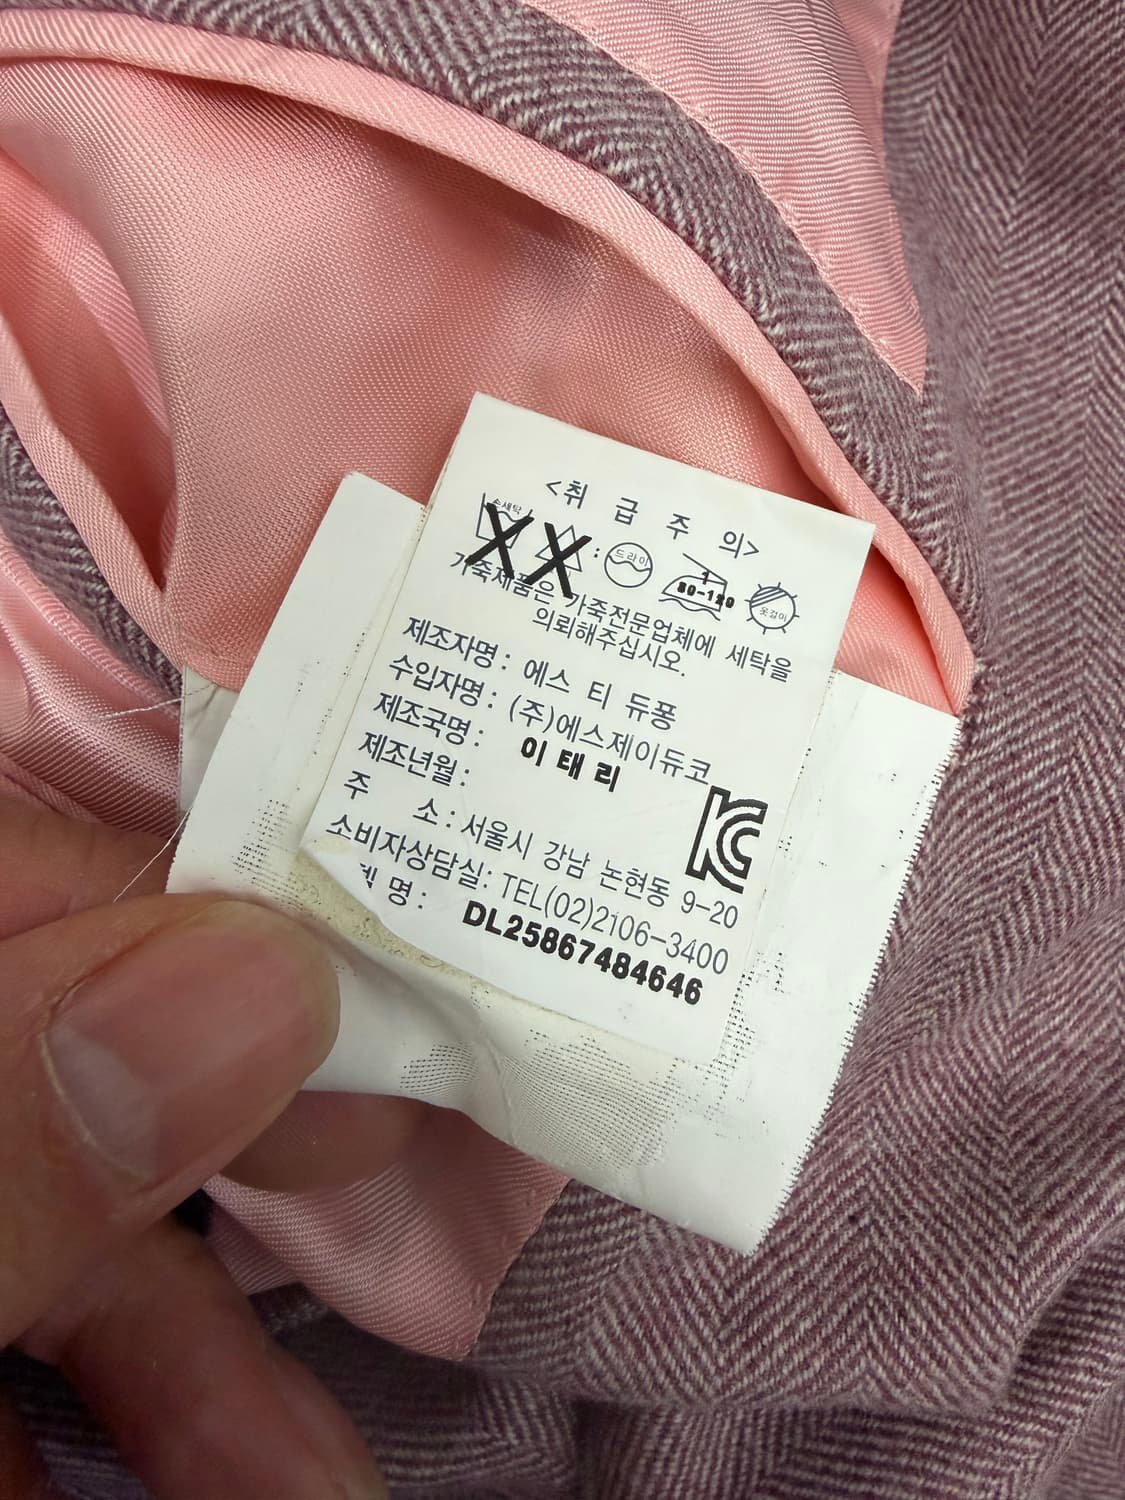 <취 급 주 의>
손세탁 : 드라이 80-120 옷걸이
가죽제품은 가죽전문업체에 세탁을
의뢰해주십시오.
제조자명 : 에스 티 듀퐁
수입자명 : (주)에스제이듀코
제조국명 : 이태리
제조년월 :
주 소 : 서울시 강남 논현동 9-20
소비자상담실 : TEL(02)2106-3400
명 : DL25867484646